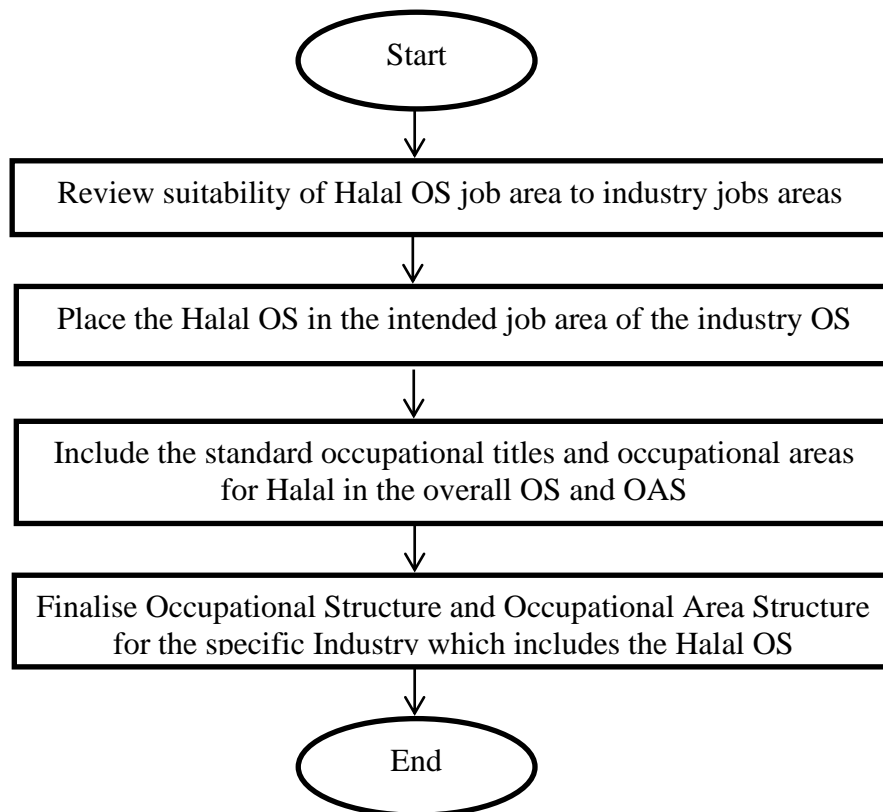 Start
Review suitability of Halal OS job area to industry jobs areas
Place the Halal OS in the intended job area of the industry OS
Include the standard occupational titles and occupational areas
for Halal in the overall OS and OAS
Finalise Occupational Structure and Occupational Area Structure
for the specific Industry which includes the Halal OS
End